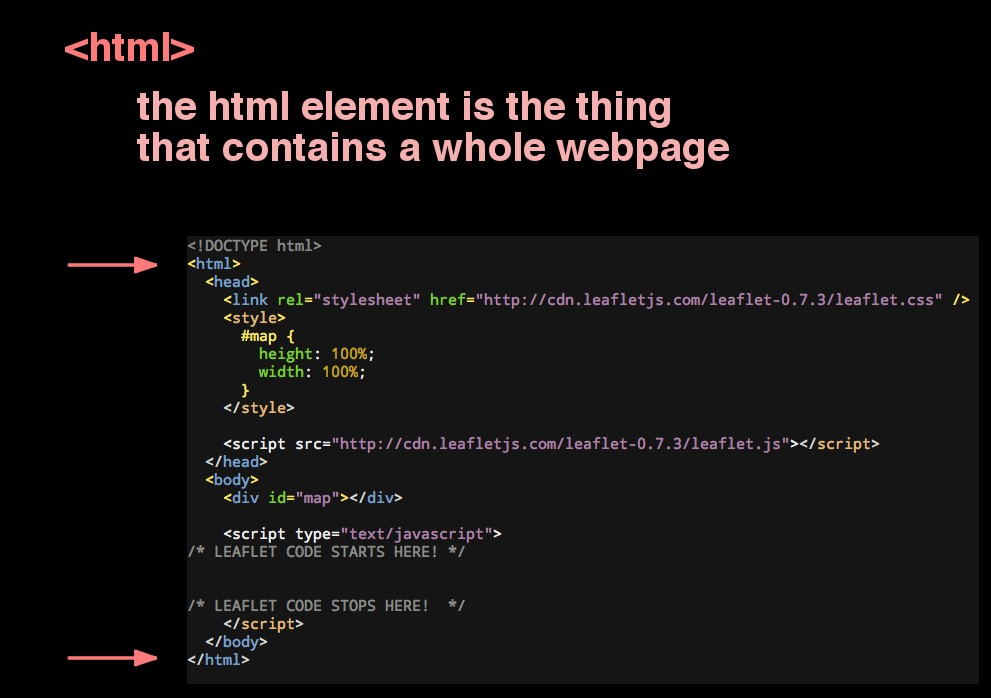 <html>
the html element is the thing
that contains a whole webpage
<!DOCTYPE html>
<html>
  <head>
    <link rel="stylesheet" href="http://cdn.leafletjs.com/leaflet-0.7.3/leaflet.css" />
    <style>
      #map {
        height: 100%;
        width: 100%;
      }
    </style>
    <script src="http://cdn.leafletjs.com/leaflet-0.7.3/leaflet.js"></script>
  </head>
  <body>
    <div id="map"></div>
    <script type="text/javascript">
/* LEAFLET CODE STARTS HERE! */
/* LEAFLET CODE STOPS HERE!  */
    </script>
  </body>
</html>